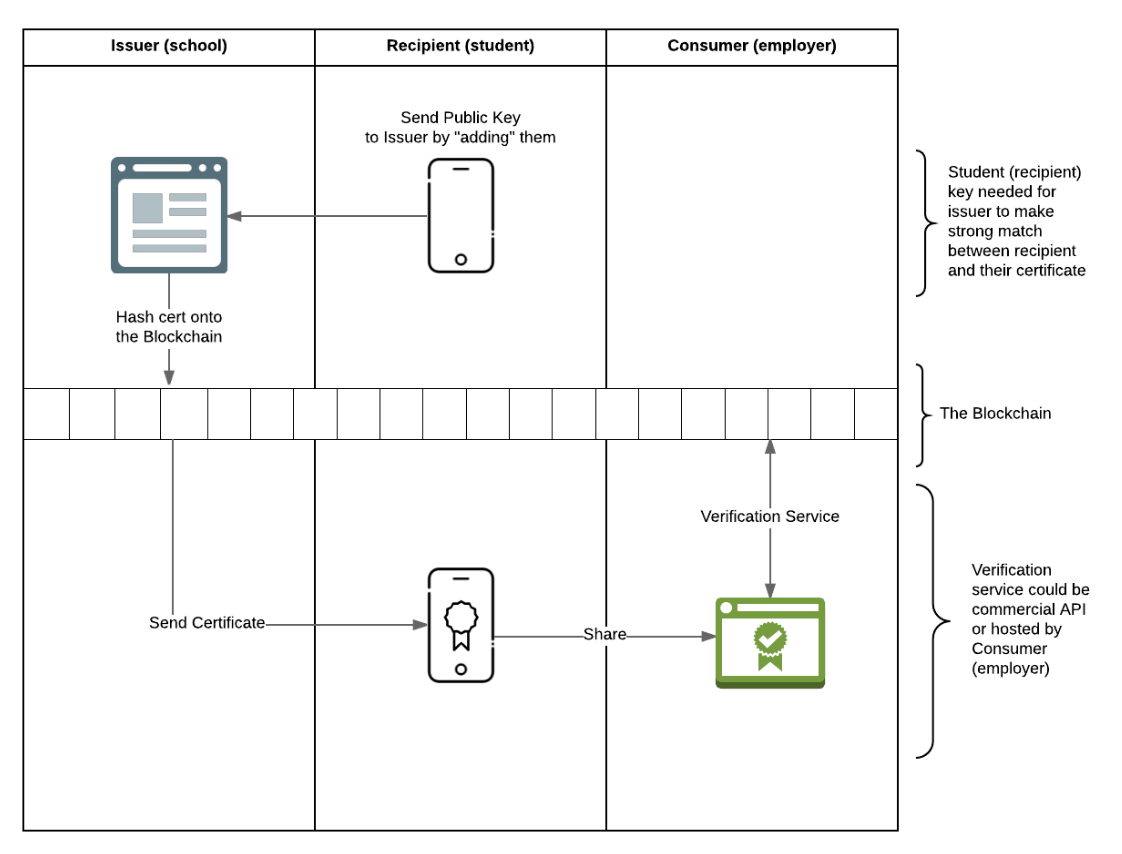 Issuer (school)
Recipient (student)
Consumer (employer)
Send Public Key
to Issuer by "adding" them
Student (recipient)
key needed for
issuer to make
strong match
between recipient
and their certificate
Hash cert onto
the Blockchain
The Blockchain
Verification Service
Send Certificate
Share
Verification
service could be
commercial API
or hosted by
Consumer
(employer)